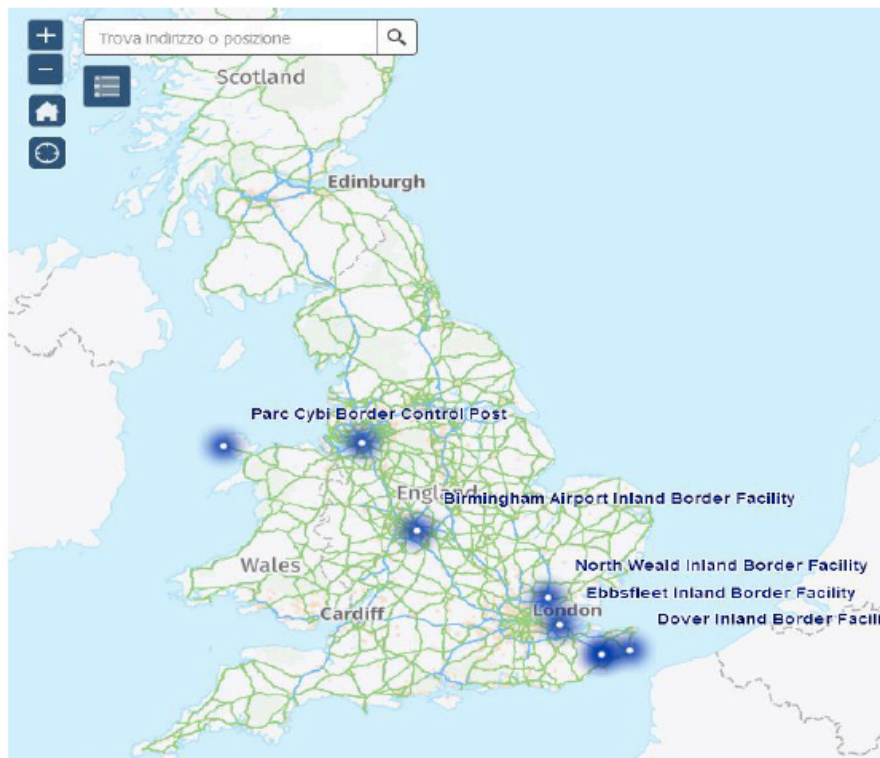 +
Trova indirizzo o posizione
−
Scotland
Edinburgh
Parc Cybi Border Control Post
England
Birmingham Airport Inland Border Facility
Wales
North Weald Inland Border Facility
Ebbsfleet Inland Border Facility
London
Cardiff
Dover Inland Border Facili